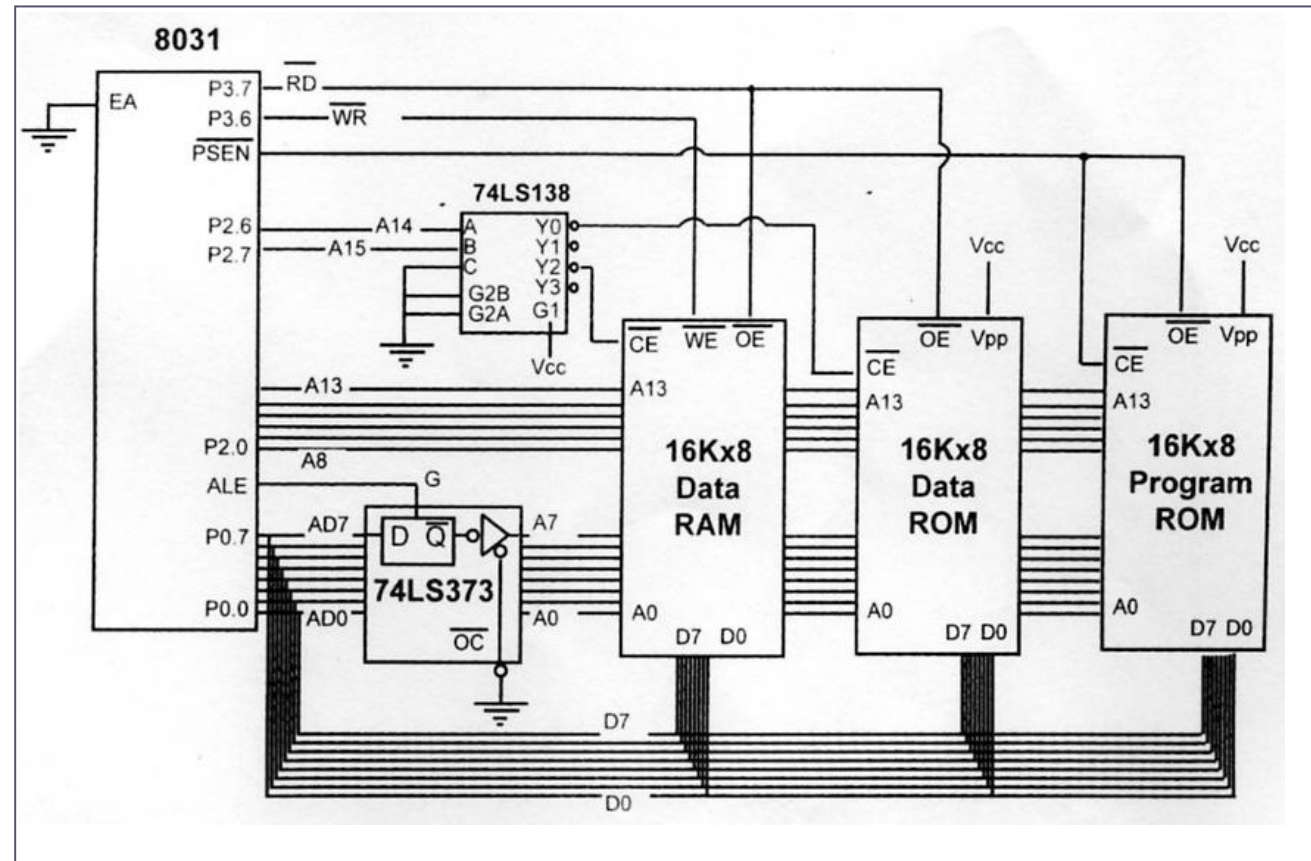 8031
EA
P3.7
RD
P3.6
WR
PSEN
P2.6
A14
P2.7
A15
74LS138
A
B
C
G2B
G2A
Y0
Y1
Y2
Y3
G1
Vcc
Vcc
Vcc
CE
WE
OE
CE
OE
Vpp
CE
OE
Vpp
A13
A13
A13
A13
P2.0
A8
16Kx8
Data
RAM
16Kx8
Data
ROM
16Kx8
Program
ROM
ALE
G
P0.7
AD7
D
Q
A7
74LS373
P0.0
AD0
OC
A0
A0
A0
A0
D7 D0
D7 D0
D7 D0
D7
D0